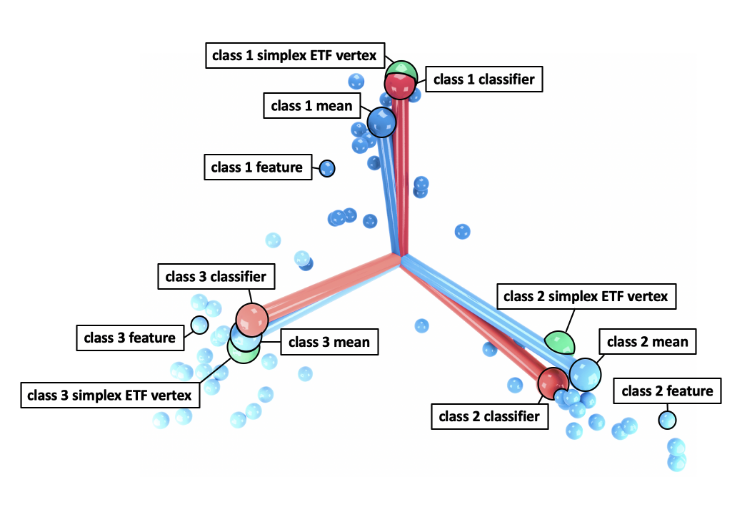 class 1 simplex ETF vertex
class 1 classifier
class 1 mean
class 1 feature
class 3 classifier
class 2 simplex ETF vertex
class 3 feature
class 3 mean
class 2 mean
class 3 simplex ETF vertex
class 2 feature
class 2 classifier